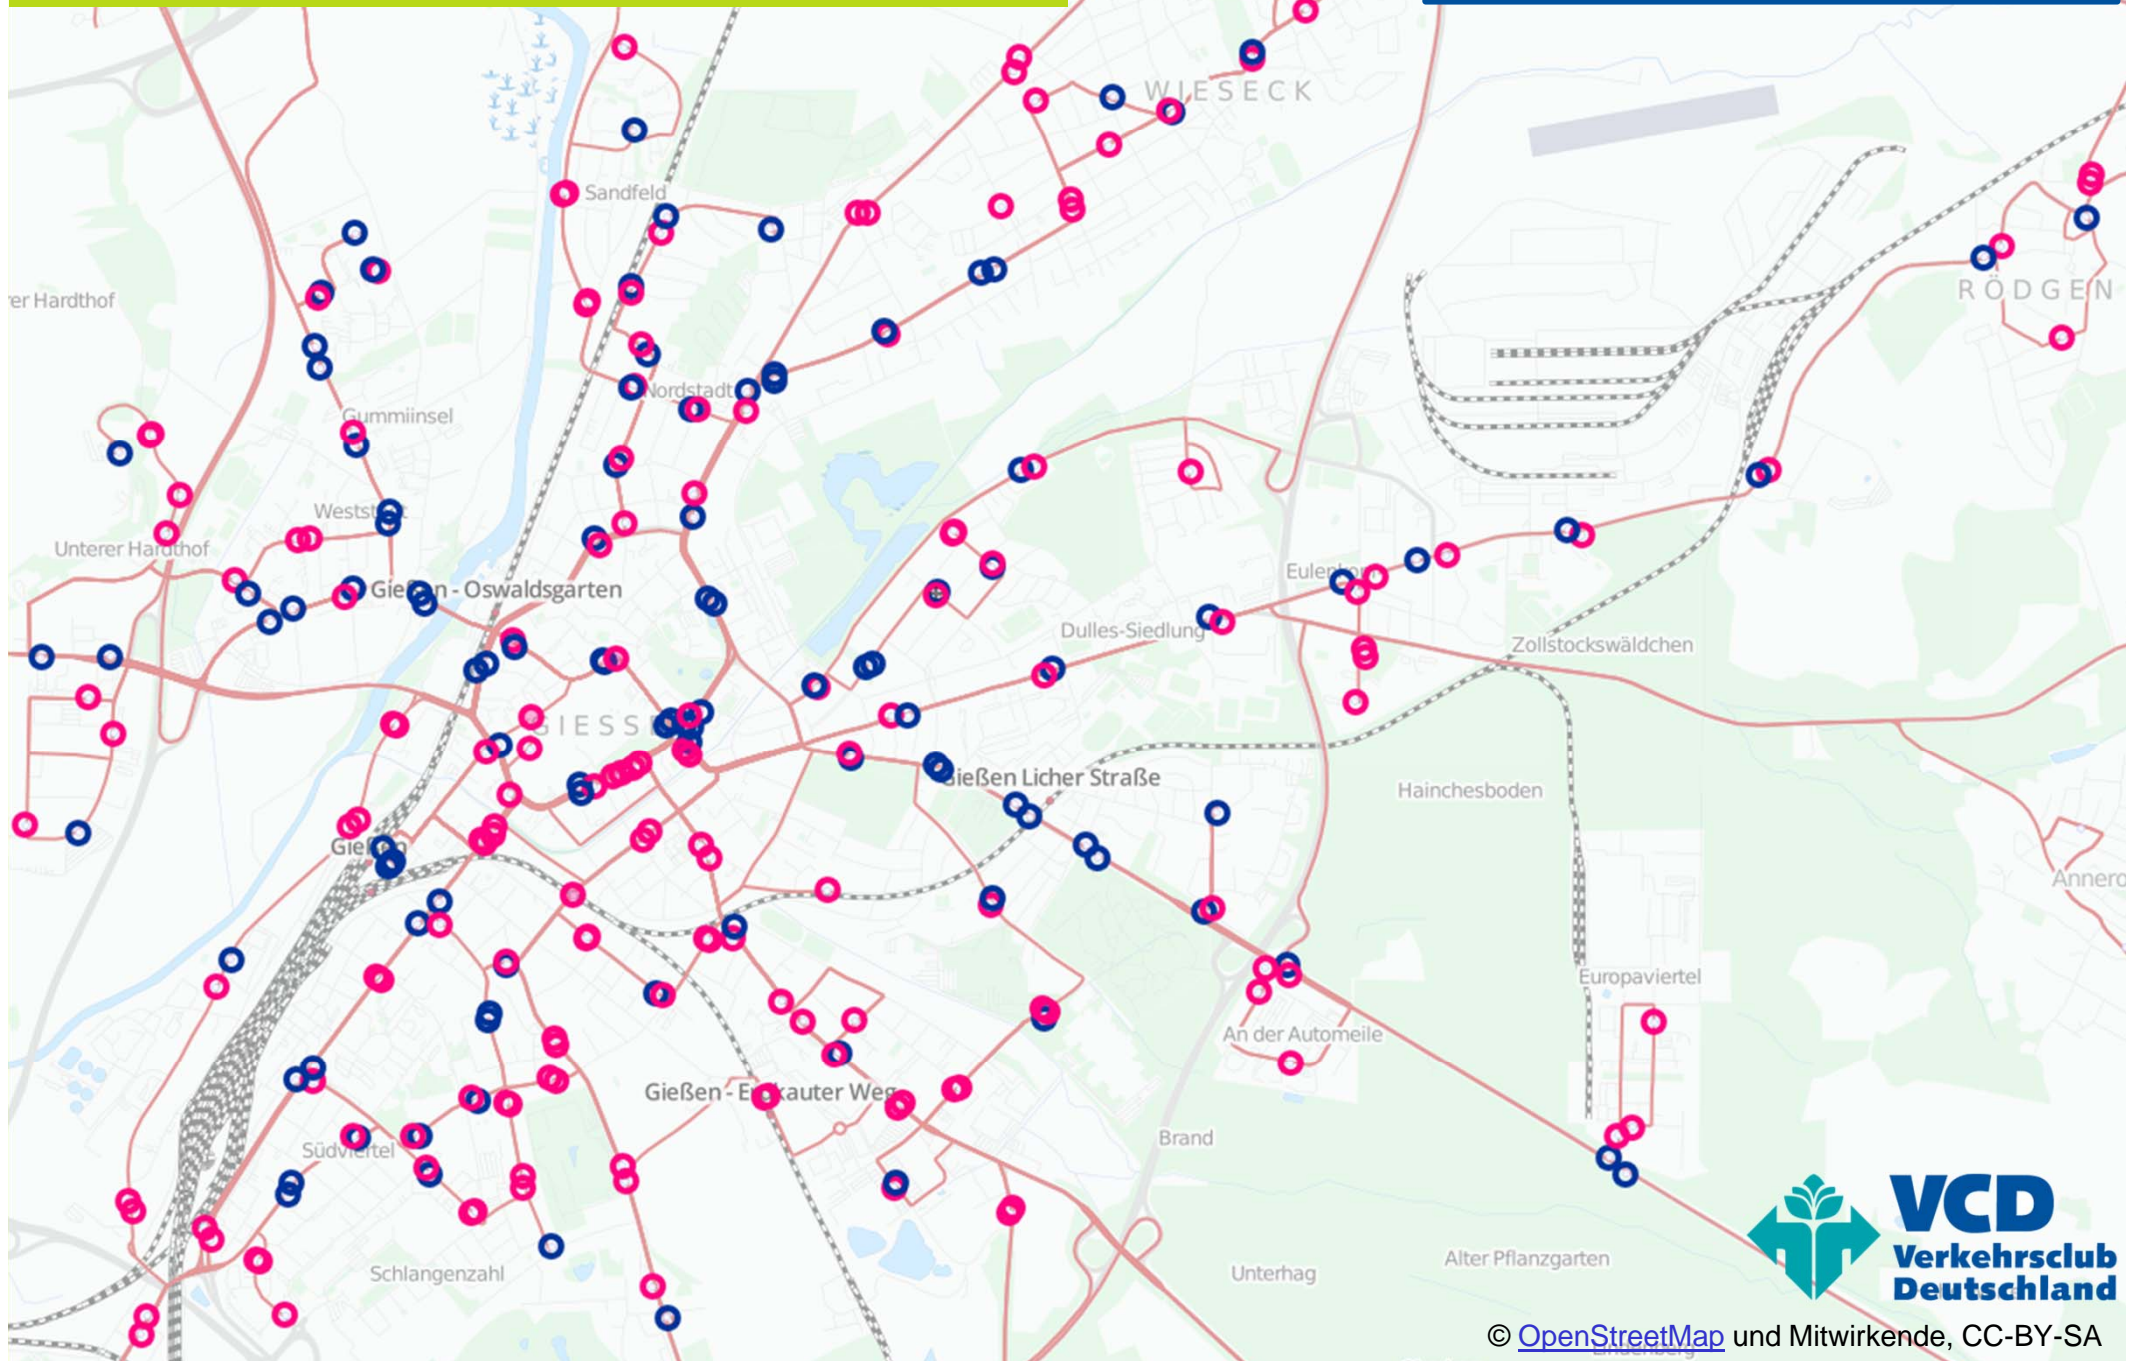 WIESECK
Sandfeld
er Hardthof
RÖDGEN
Nordstadt
Gummiinsel
Unterer Hardthof
Eulenkopf
Gießen - Oswaldsgarten
Dulles-Siedlung
Zollstockswäldchen
Gießen Licher Straße
Hainchesboden
Gießen
Annero
Europaviertel
An der Automeile
Gießen - Erdkauter Weg
Brand
Südviertel
Schlangenzahl
Unterhag
Alter Pflanzgarten
VCD
Verkehrsclub
Deutschland
© OpenStreetMap und Mitwirkende, CC-BY-SA